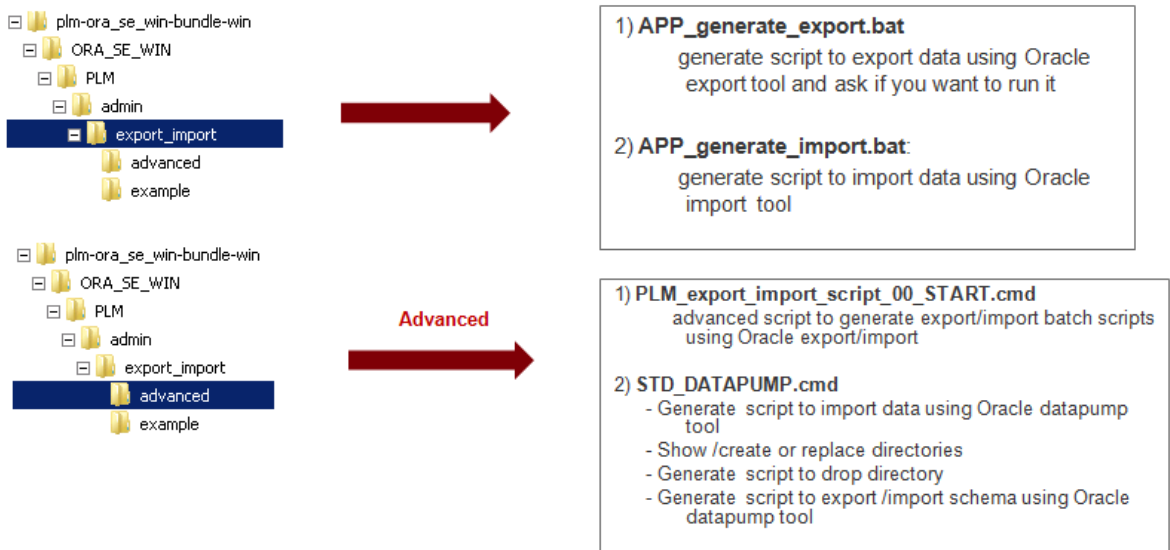 plm-ora_se_win-bundle-win
ORA_SE_WIN
PLM
admin
export_import
advanced
example
1) APP_generate_export.bat
generate script to export data using Oracle
export tool and ask if you want to run it
2) APP_generate_import.bat:
generate script to import data using Oracle
import tool
plm-ora_se_win-bundle-win
ORA_SE_WIN
PLM
admin
export_import
advanced
example
Advanced
1) PLM_export_import_script_00_START.cmd
advanced script to generate export/import batch scripts
using Oracle export/import
2) STD_DATAPUMP.cmd
- Generate script to import data using Oracle datapump
tool
- Show /create or replace directories
- Generate script to drop directory
- Generate script to export /import schema using Oracle
datapump tool